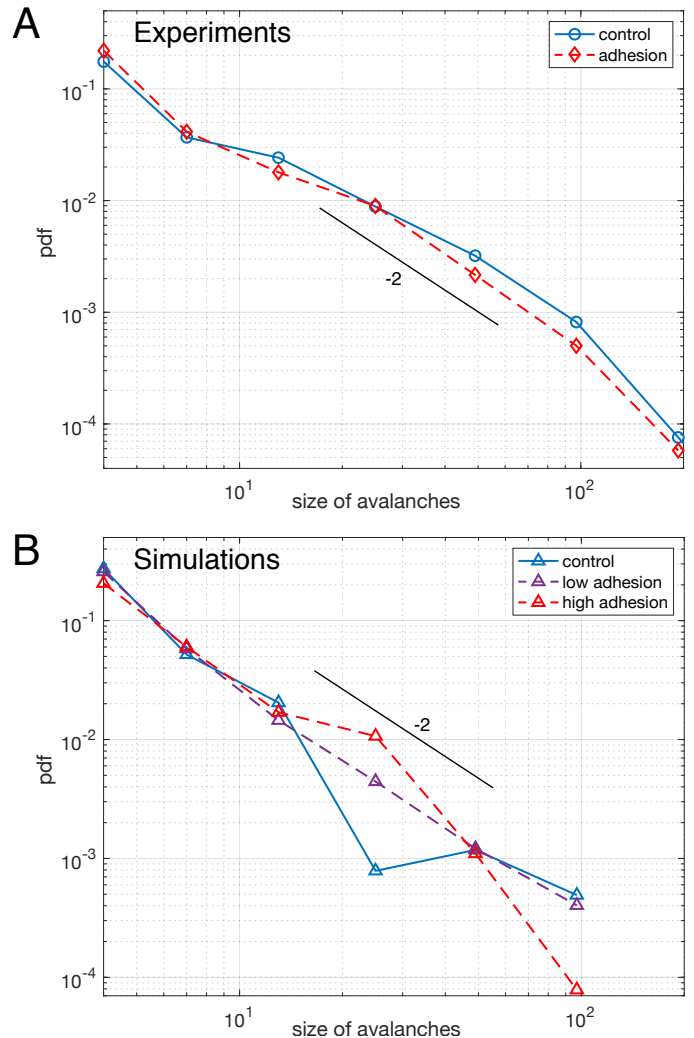 A
Experiments
control
adhesion
10^-1
10^-2
10^-3
10^-4
pdf
-2
10^1
10^2
size of avalanches
B
Simulations
control
low adhesion
high adhesion
10^-1
10^-2
10^-3
10^-4
pdf
-2
10^1
10^2
size of avalanches